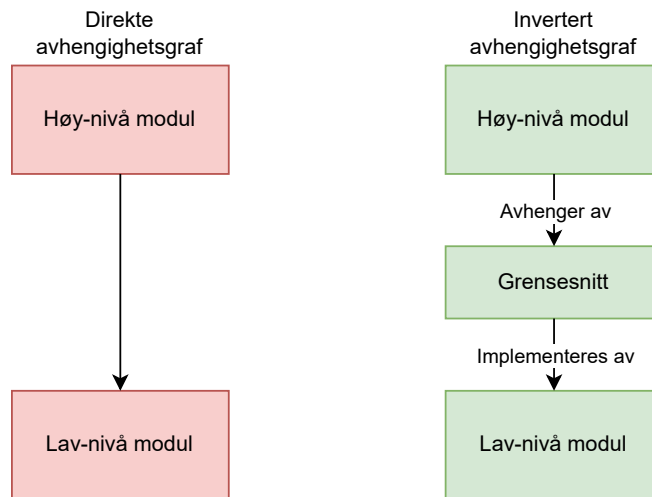 Direkte
avhengighetsgraf
Høy-nivå modul
Lav-nivå modul
Invertert
avhengighetsgraf
Høy-nivå modul
Avhenger av
Grensesnitt
Implementeres av
Lav-nivå modul